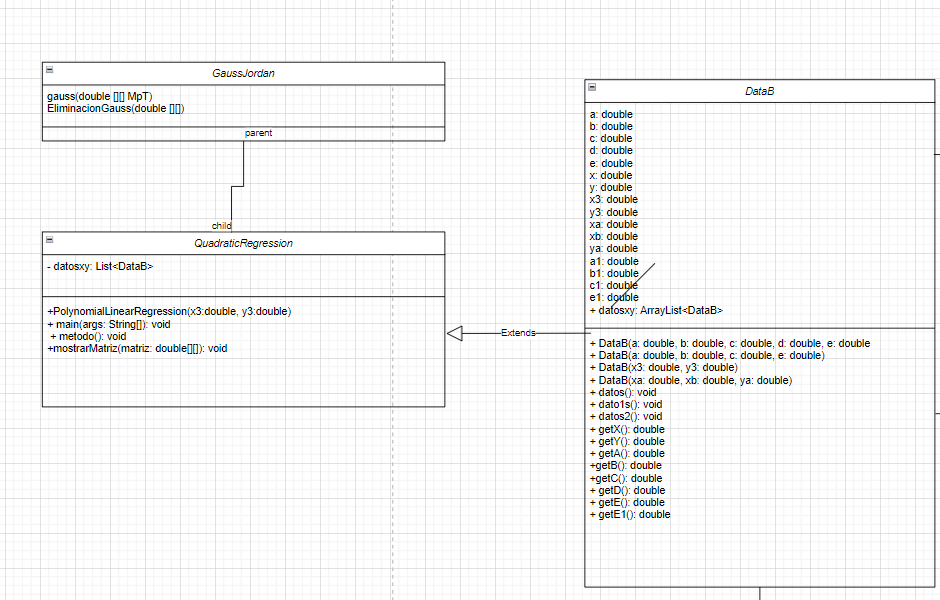 GaussJordan
gauss(double [][] MpT)
EliminacionGauss(double [][])
parent
child
QuadraticRegression
- datosxy: List<DataB>
+PolynomialLinearRegression(x3:double, y3:double)
+ main(args: String[]): void
+ metodo(): void
+mostrarMatriz(matriz: double[][]): void
Extends
DataB
a: double
b: double
c: double
d: double
e: double
x: double
y: double
x3: double
y3: double
xa: double
xb: double
ya: double
a1: double
b1: double
c1: double
e1: double
+ datosxy: ArrayList<DataB>
+ DataB(a: double, b: double, c: double, d: double, e: double
+ DataB(a: double, b: double, c: double, e: double)
+ DataB(x3: double, y3: double)
+ DataB(xa: double, xb: double, ya: double)
+ datos(): void
+ dato1s(): void
+ datos2(): void
+ getX(): double
+ getY(): double
+ getA(): double
+getB(): double
+getC(): double
+ getD(): double
+ getE(): double
+ getE1(): double